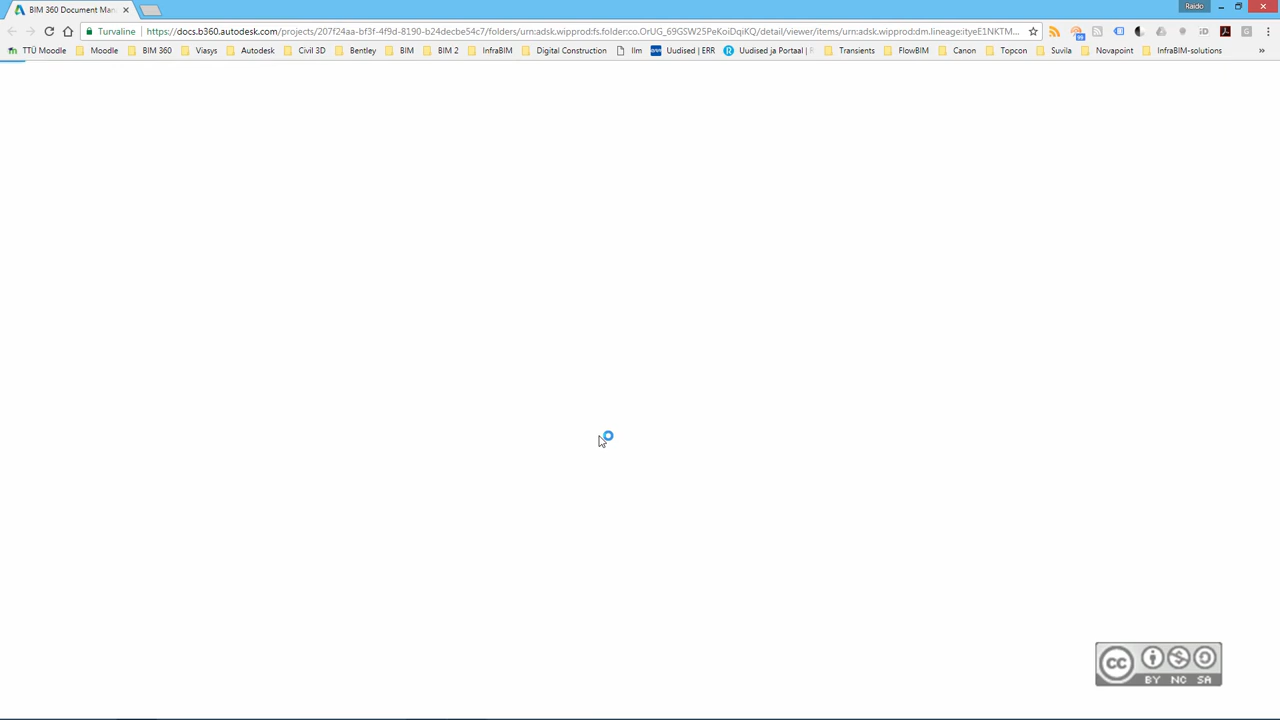 BIM 360 Document Man
Raido
Turvaline
https://docs.b360.autodesk.com/projects/207f24aa-bf3f-4f9d-8190-b24decbe54c7/folders/urn:adsk.wipprod:fs.folder:co.OrUG_69GSW25PeKoiDqiKQ/detail/viewer/items/urn:adsk.wipprod:dm.lineage:ityeE1NKTM...
TTÜ Moodle Moodle BIM 360 Viasys Autodesk Civil 3D Bentley BIM BIM 2 InfraBIM Digital Construction Ilm Uudised | ERR Uudised ja Portaal | Transients FlowBIM Canon Topcon Suvila Novapoint InfraBIM-solutions »
cc BY NC SA